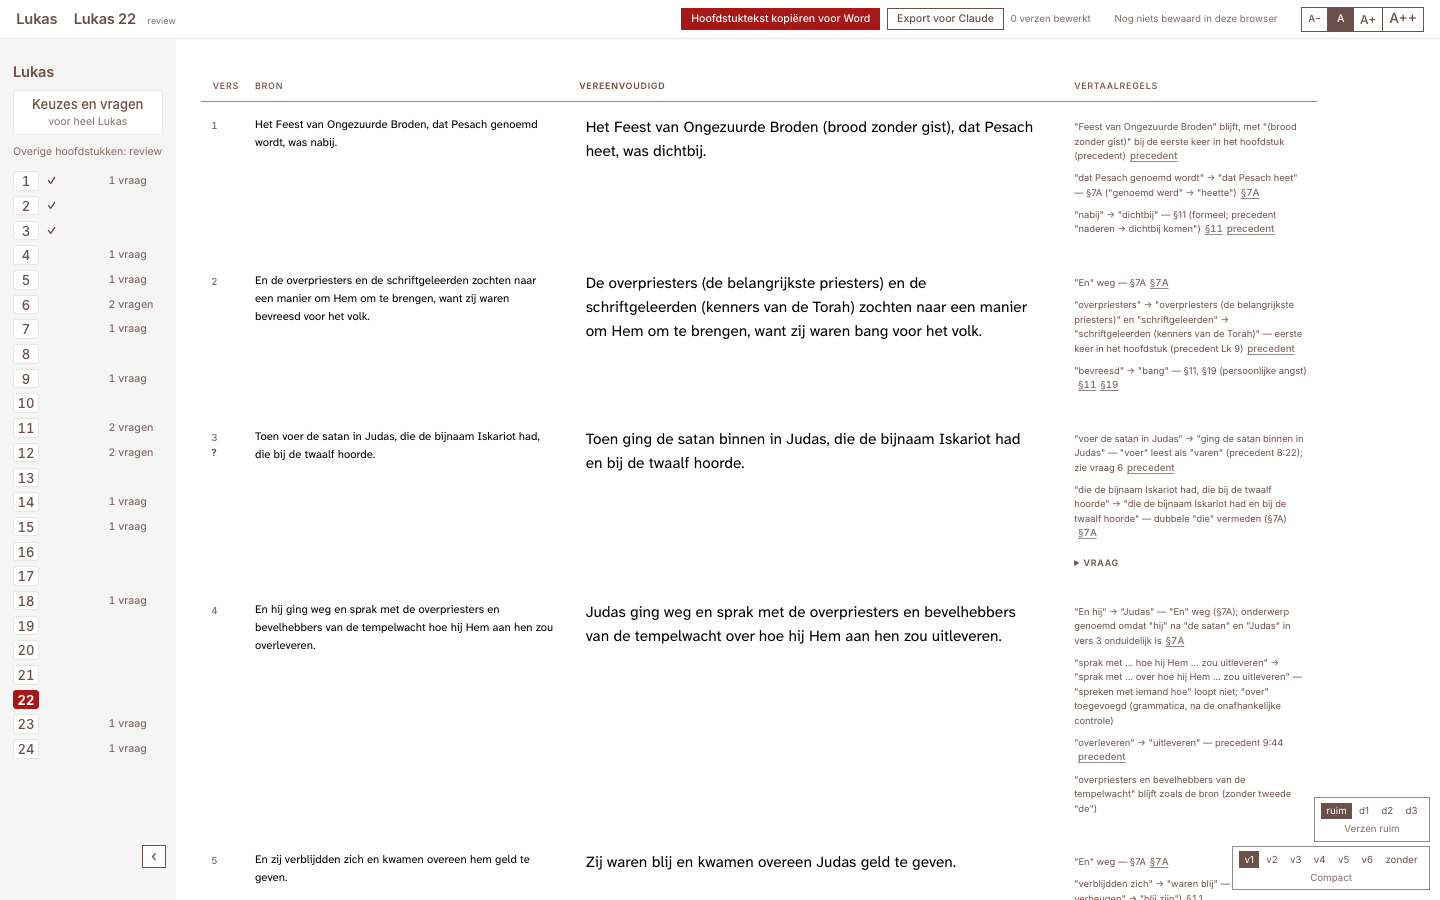 Lukas Lukas 22 review Hoofdstuktekst kopiëren voor Word Export voor Claude 0 verzen bewerkt Nog niets bewaard in deze browser A− A A+ A++
Lukas
Keuzes en vragen
voor heel Lukas
Overige hoofdstukken: review
1 ✓ 1 vraag
2 ✓
3 ✓
4 1 vraag
5 1 vraag
6 2 vragen
7 1 vraag
8
9 1 vraag
10
11 2 vragen
12 2 vragen
13
14 1 vraag
15 1 vraag
16
17
18 1 vraag
19
20
21
22
23 1 vraag
24 1 vraag
‹
VERS BRON VEREENVOUDIGD VERTAALREGELS
1
Het Feest van Ongezuurde Broden, dat Pesach genoemd
wordt, was nabij.
Het Feest van Ongezuurde Broden (brood zonder gist), dat Pesach
heet, was dichtbij.
"Feest van Ongezuurde Broden" blijft, met "(brood
zonder gist)" bij de eerste keer in het hoofdstuk
(precedent) precedent
"dat Pesach genoemd wordt" → "dat Pesach heet"
— §7A ("genoemd werd" → "heette") §7A
"nabij" → "dichtbij" — §11 (formeel; precedent
"naderen → dichtbij komen") §11 precedent
2
En de overpriesters en de schriftgeleerden zochten naar
een manier om Hem om te brengen, want zij waren
bevreesd voor het volk.
De overpriesters (de belangrijkste priesters) en de
schriftgeleerden (kenners van de Torah) zochten naar een manier
om Hem om te brengen, want zij waren bang voor het volk.
"En" weg — §7A §7A
"overpriesters" → "overpriesters (de belangrijkste
priesters)" en "schriftgeleerden" →
"schriftgeleerden (kenners van de Torah)" — eerste
keer in het hoofdstuk (precedent Lk 9) precedent
"bevreesd" → "bang" — §11, §19 (persoonlijke angst)
§11 §19
3
?
Toen voer de satan in Judas, die de bijnaam Iskariot had,
die bij de twaalf hoorde.
Toen ging de satan binnen in Judas, die de bijnaam Iskariot had
en bij de twaalf hoorde.
"voer de satan in Judas" → "ging de satan binnen in
Judas" — "voer" leest als "varen" (precedent 8:22);
zie vraag 6 precedent
"die de bijnaam Iskariot had, die bij de twaalf
hoorde" → "die de bijnaam Iskariot had en bij de
twaalf hoorde" — dubbele "die" vermeden (§7A)
§7A
▶ VRAAG
4
En hij ging weg en sprak met de overpriesters en
bevelhebbers van de tempelwacht hoe hij Hem aan hen zou
overleveren.
Judas ging weg en sprak met de overpriesters en bevelhebbers
van de tempelwacht over hoe hij Hem aan hen zou uitleveren.
"En hij" → "Judas" — "En" weg (§7A); onderwerp
genoemd omdat "hij" na "de satan" en "Judas" in
vers 3 onduidelijk is §7A
"sprak met ... hoe hij Hem ... zou uitleveren" →
"sprak met ... over hoe hij Hem ... zou uitleveren" —
"spreken met iemand hoe" loopt niet; "over"
toegevoegd (grammatica, na de onafhankelijke
controle)
"overleveren" → "uitleveren" — precedent 9:44
precedent
"overpriesters en bevelhebbers van de
tempelwacht" blijft zoals de bron (zonder tweede
"de")
5
En zij verblijdden zich en kwamen overeen hem geld te
geven.
Zij waren blij en kwamen overeen Judas geld te geven.
"En" weg — §7A §7A
"verblijdden zich" → "waren blij" —
verheugen" → "blij zijn") §11
ruim d1 d2 d3
Verzen ruim
v1 v2 v3 v4 v5 v6 zonder
Compact